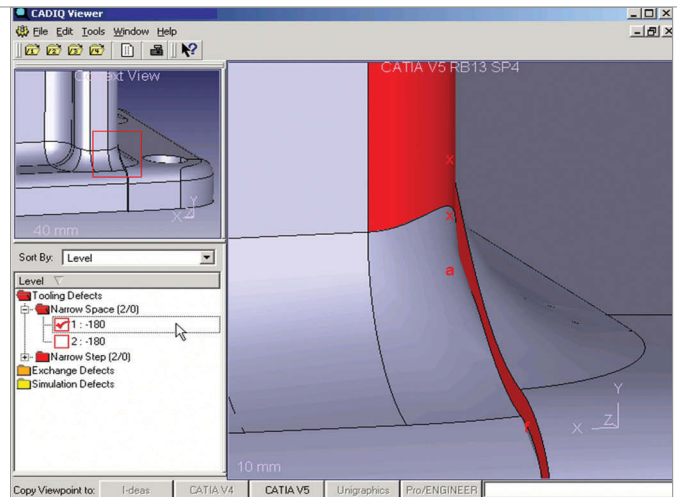 CADIQ Viewer
File Edit Tools Window Help
Context View
40 mm
Sort By: Level
Level
Tooling Defects
Narrow Space (2/0)
1 : -180
2 : -180
Narrow Step (2/0)
Exchange Defects
Simulation Defects
CATIA V5 RB13 SP4
x
x
a
r
10 mm
Y
X
Z
Copy Viewpoint to: I-deas CATIA V4 CATIA V5 Unigraphics Pro/ENGINEER